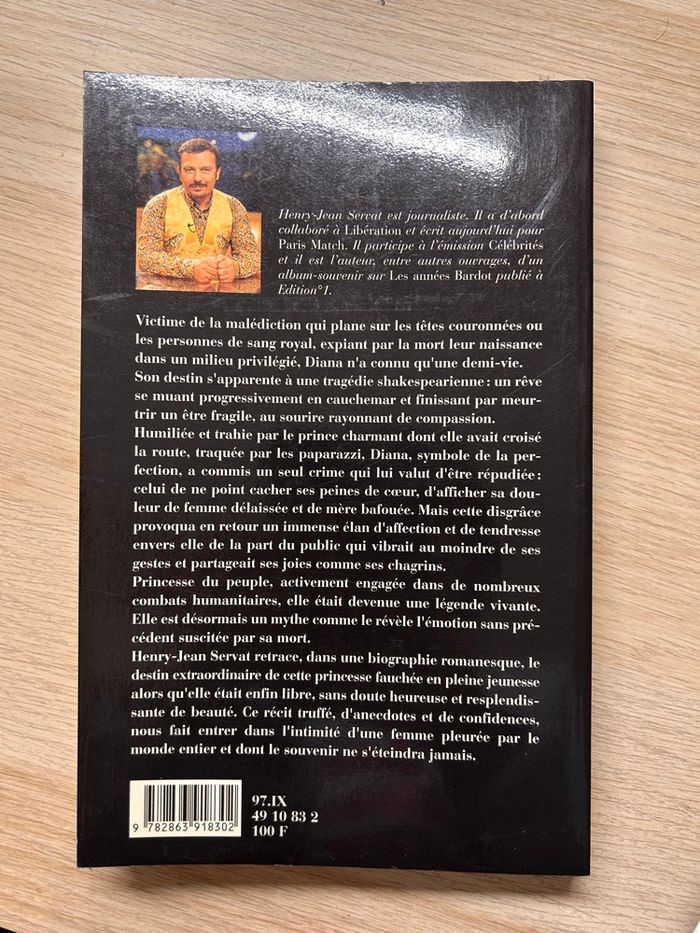 Henry-Jean Servat est journaliste. Il a d'abord
collaboré à Libération et écrit aujourd'hui pour
Paris Match. Il participe à l'émission Célébrités
et il est l'auteur, entre autres ouvrages, d'un
album-souvenir sur Les années Bardot publié à
Edition°1.
Victime de la malédiction qui plane sur les têtes couronnées ou
les personnes de sang royal, expiant par la mort leur naissance
dans un milieu privilégié, Diana n'a connu qu'une demi-vie.
Son destin s'apparente à une tragédie shakespearienne : un rêve
se muant progressivement en cauchemar et finissant par meur-
trir un être fragile, au sourire rayonnant de compassion.
Humiliée et trahie par le prince charmant dont elle avait croisé
la route, traquée par les paparazzi, Diana, symbole de la per-
fection, a commis un seul crime qui lui valut d'être répudiée :
celui de ne point cacher ses peines de cœur, d'afficher sa dou-
leur de femme délaissée et de mère bafouée. Mais cette disgrâce
provoqua en retour un immense élan d'affection et de tendresse
envers elle de la part du public qui vibrait au moindre de ses
gestes et partageait ses joies comme ses chagrins.
Princesse du peuple, activement engagée dans de nombreux
combats humanitaires, elle était devenue une légende vivante.
Elle est désormais un mythe comme le révèle l'émotion sans pré-
cédent suscitée par sa mort.
Henry-Jean Servat retrace, dans une biographie romanesque, le
destin extraordinaire de cette princesse fauchée en pleine jeunesse
alors qu'elle était enfin libre, sans doute heureuse et resplendis-
sante de beauté. Ce récit truffé, d'anecdotes et de confidences,
nous fait entrer dans l'intimité d'une femme pleurée par le
monde entier et dont le souvenir ne s'éteindra jamais.
97.IX
49 10 83 2
100 F
9 782863 918302